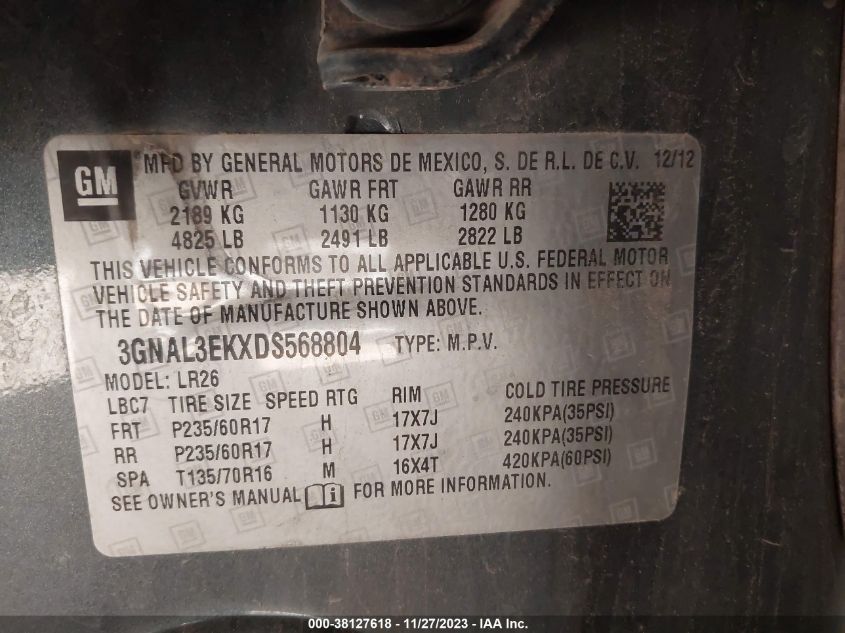 GM MFD BY GENERAL MOTORS DE MEXICO, S. DE R.L. DE C.V. 12/12
GVWR GAWR FRT GAWR RR
2189 KG 1130 KG 1280 KG
4825 LB 2491 LB 2822 LB
THIS VEHICLE CONFORMS TO ALL APPLICABLE U.S. FEDERAL MOTOR
VEHICLE SAFETY AND THEFT PREVENTION STANDARDS IN EFFECT ON
THE DATE OF MANUFACTURE SHOWN ABOVE.
3GNAL3EKXDS568804 TYPE: M.P.V.
MODEL: LR26
LBC7 TIRE SIZE SPEED RTG RIM COLD TIRE PRESSURE
FRT P235/60R17 H 17X7J 240KPA(35PSI)
RR P235/60R17 H 17X7J 240KPA(35PSI)
SPA T135/70R16 M 16X4T 420KPA(60PSI)
SEE OWNER'S MANUAL FOR MORE INFORMATION.
000-38127618 - 11/27/2023 - IAA Inc.